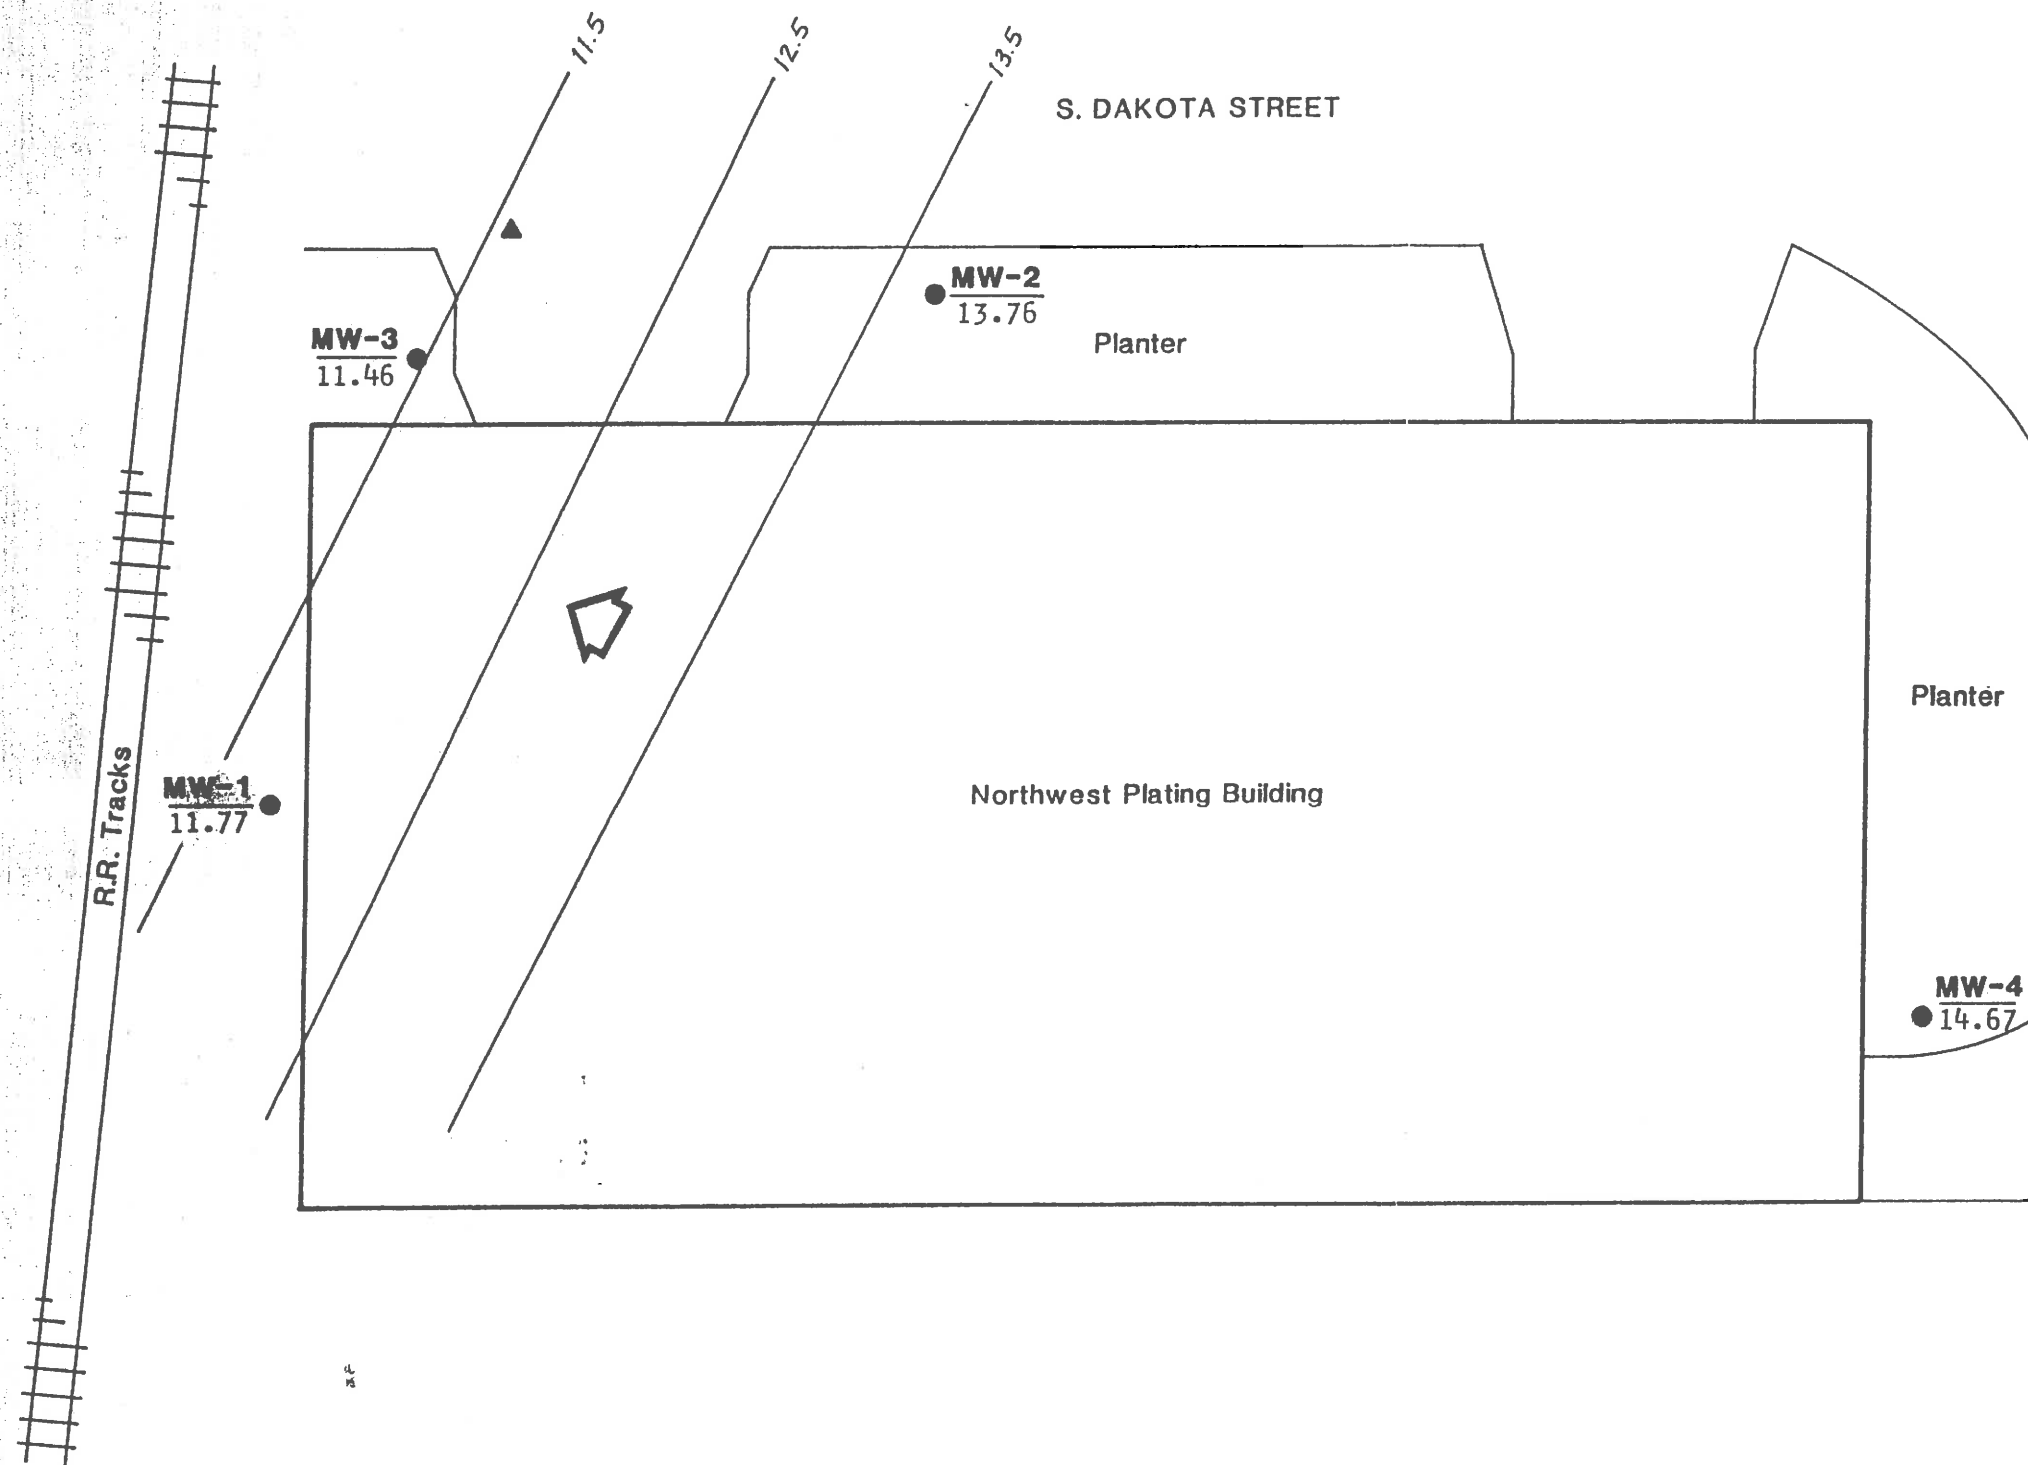 11.5
12.5
13.5
S. DAKOTA STREET
MW-2
13.76
MW-3
11.46
Planter
Planter
R.R. Tracks
MW-1
11.77
Northwest Plating Building
MW-4
14.67